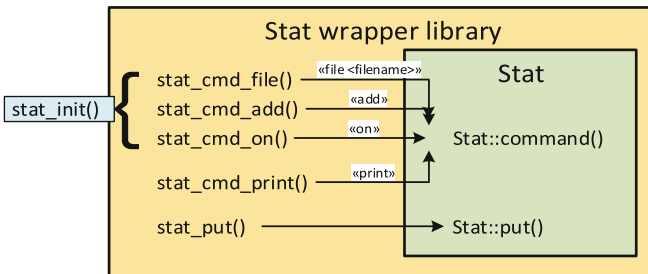 Stat wrapper library
Stat
stat_init()
stat_cmd_file()
«file <filename>»
stat_cmd_add()
«add»
stat_cmd_on()
«on»
Stat::command()
stat_cmd_print()
«print»
stat_put()
Stat::put()